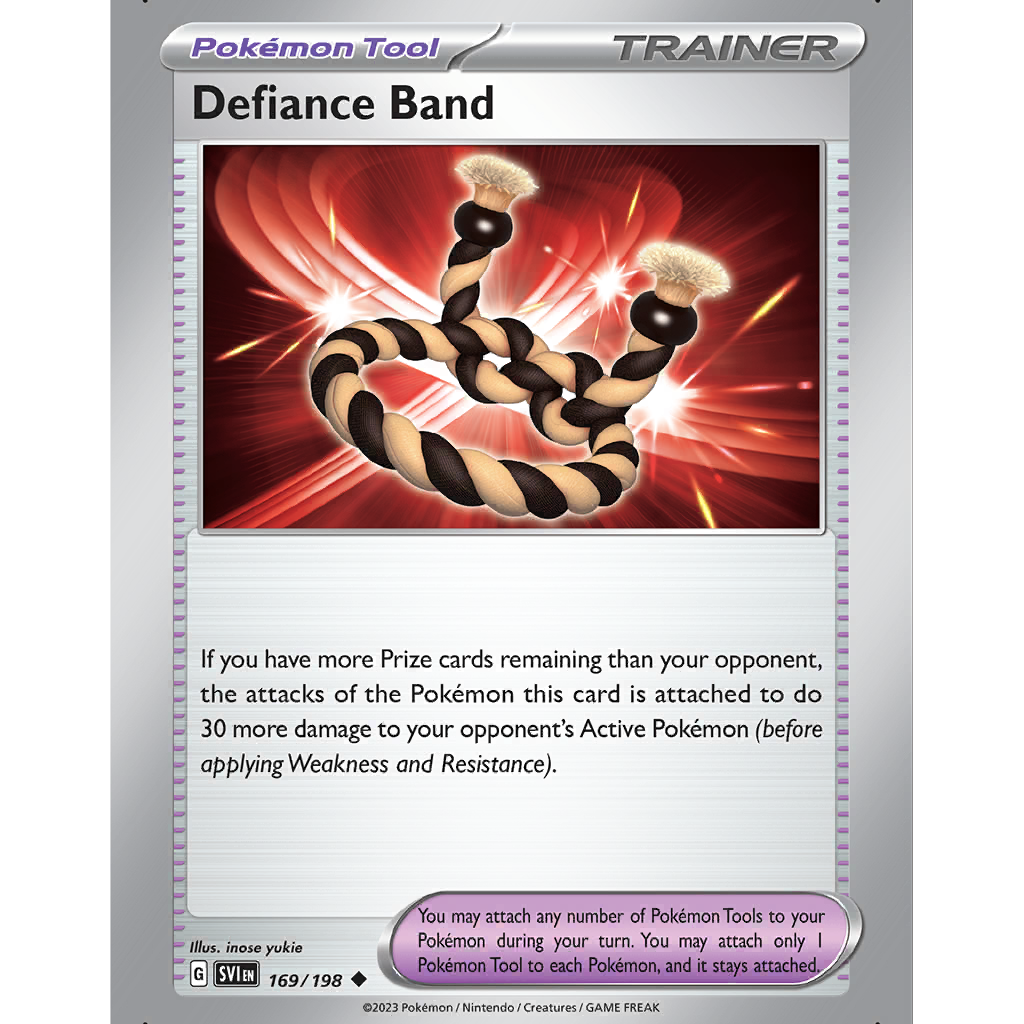 Pokémon Tool
TRAINER
Defiance Band
If you have more Prize cards remaining than your opponent,
the attacks of the Pokémon this card is attached to do
30 more damage to your opponent's Active Pokémon (before
applying Weakness and Resistance).
You may attach any number of Pokémon Tools to your
Pokémon during your turn. You may attach only 1
Pokémon Tool to each Pokémon, and it stays attached.
Illus. inose yukie
G SVI EN 169/198
©2023 Pokémon / Nintendo / Creatures / GAME FREAK